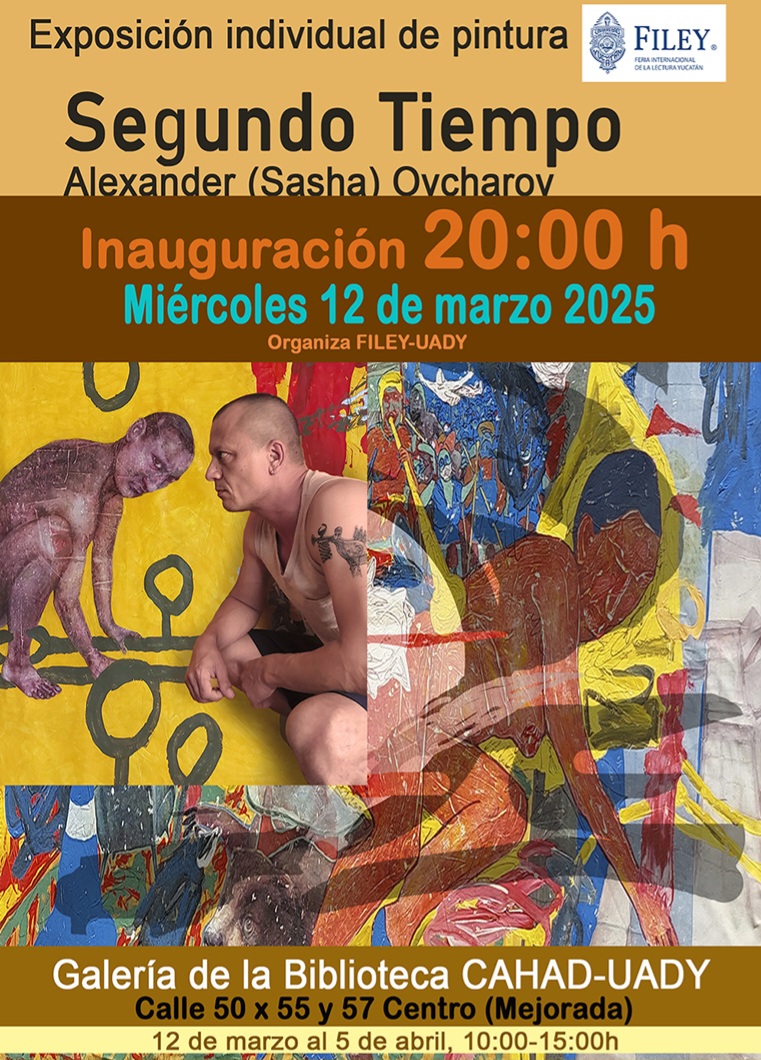 Exposición individual de pintura
FILEY®
FERIA INTERNACIONAL
DE LA LECTURA YUCATÁN
Segundo Tiempo
Alexander (Sasha) Ovcharov
Inauguración 20:00 h
Miércoles 12 de marzo 2025
Organiza FILEY-UADY
Galería de la Biblioteca CAHAD-UADY
Calle 50 x 55 y 57 Centro (Mejorada)
12 de marzo al 5 de abril, 10:00-15:00h